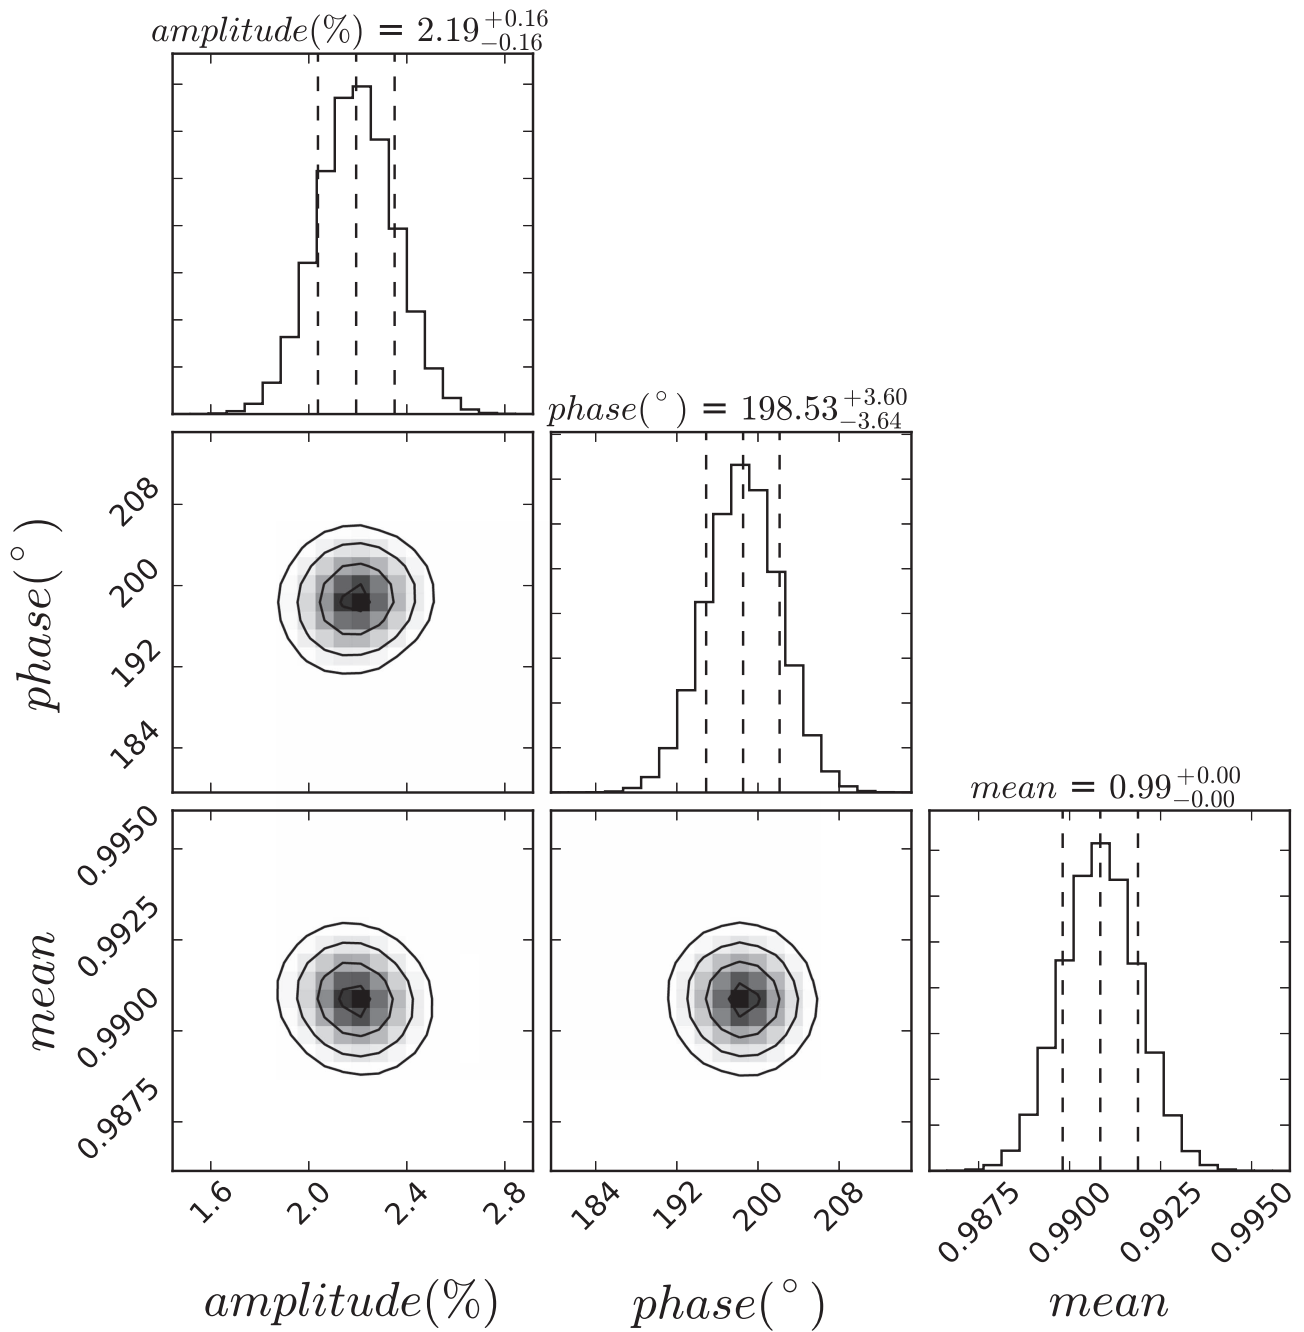 amplitude(%) = 2.19 +0.16 −0.16
phase(°) = 198.53 +3.60 −3.64
208
200
192
184
phase(°)
mean = 0.99 +0.00 −0.00
0.9950
0.9925
0.9900
0.9875
mean
1.6 2.0 2.4 2.8
184 192 200 208
0.9875 0.9900 0.9925 0.9950
amplitude(%)
phase(°)
mean